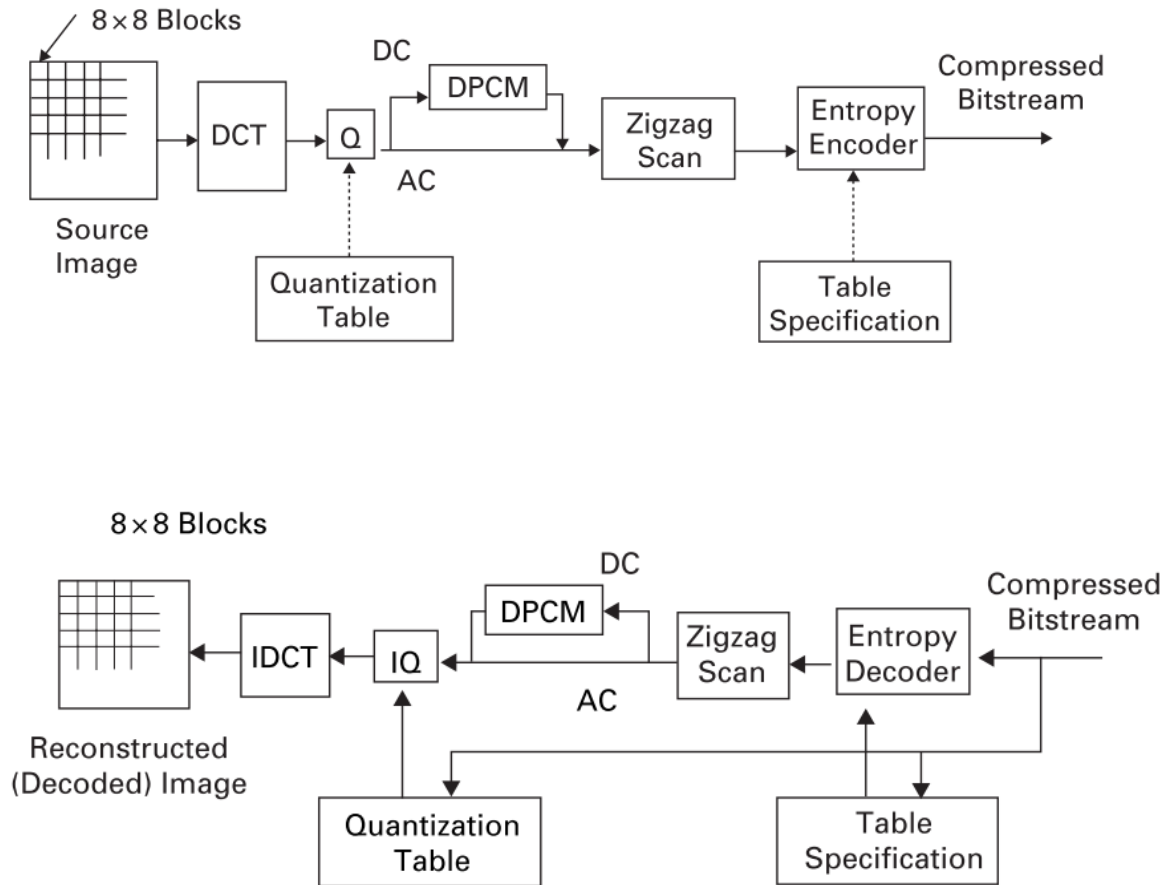 8×8 Blocks
DC
DPCM
Compressed
Bitstream
DCT
Q
Zigzag
Scan
Entropy
Encoder
AC
Source
Image
Quantization
Table
Table
Specification
8×8 Blocks
DC
Compressed
Bitstream
DPCM
IDCT
IQ
Zigzag
Scan
Entropy
Decoder
AC
Reconstructed
(Decoded) Image
Quantization
Table
Table
Specification